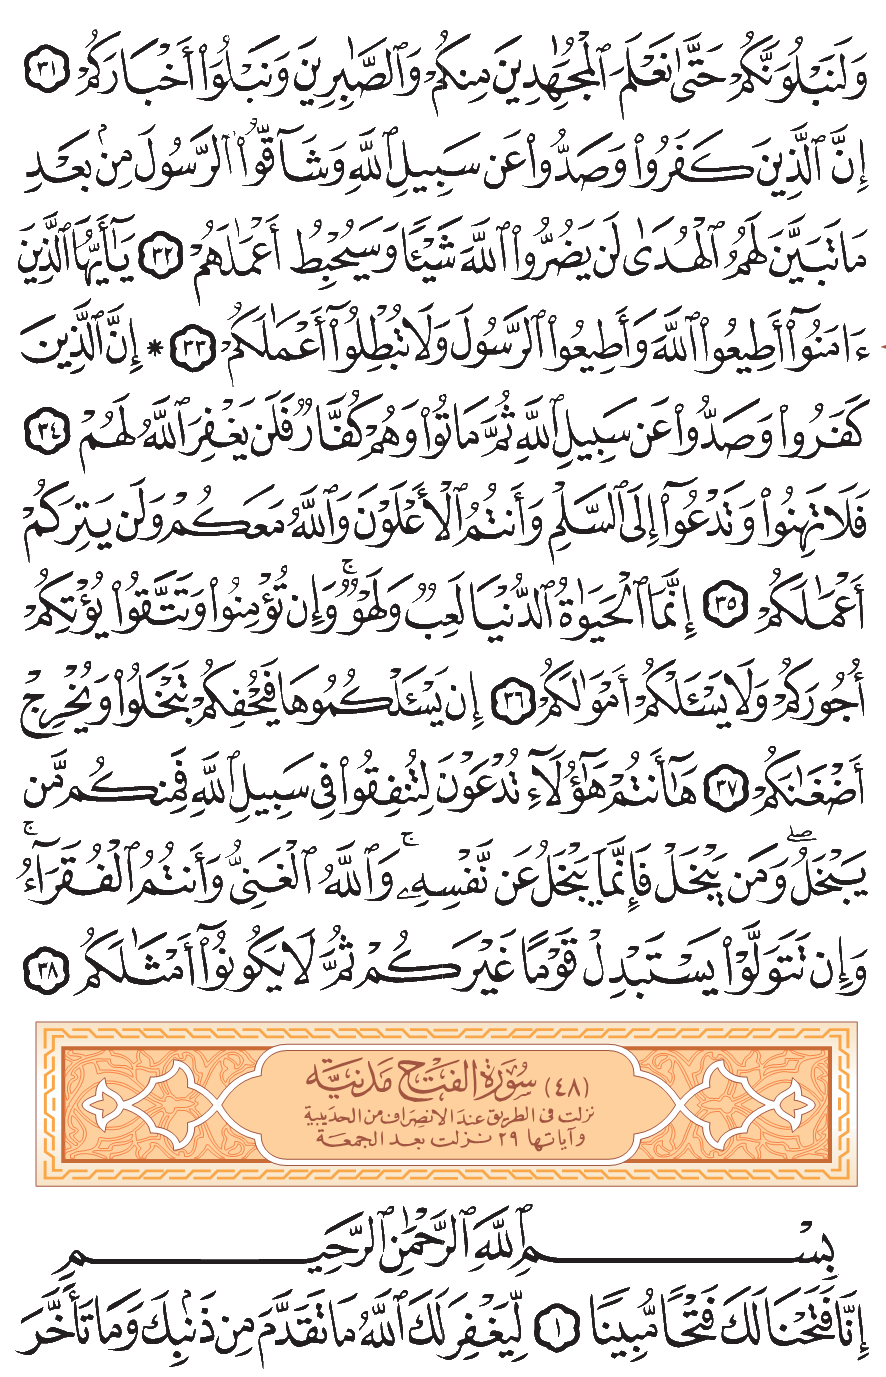 وَلَنَبْلُوَنَّكُمْ حَتَّىٰ نَعْلَمَ ٱلْمُجَٰهِدِينَ مِنكُمْ وَٱلصَّٰبِرِينَ وَنَبْلُوَا۟ أَخْبَارَكُمْ ٣١
إِنَّ ٱلَّذِينَ كَفَرُوا۟ وَصَدُّوا۟ عَن سَبِيلِ ٱللَّهِ وَشَآقُّوا۟ ٱلرَّسُولَ مِنۢ بَعْدِ
مَا تَبَيَّنَ لَهُمُ ٱلْهُدَىٰ لَن يَضُرُّوا۟ ٱللَّهَ شَيْـًٔا وَسَيُحْبِطُ أَعْمَٰلَهُمْ ٣٢ يَٰٓأَيُّهَا ٱلَّذِينَ
ءَامَنُوٓا۟ أَطِيعُوا۟ ٱللَّهَ وَأَطِيعُوا۟ ٱلرَّسُولَ وَلَا تُبْطِلُوٓا۟ أَعْمَٰلَكُمْ ٣٣ * إِنَّ ٱلَّذِينَ
كَفَرُوا۟ وَصَدُّوا۟ عَن سَبِيلِ ٱللَّهِ ثُمَّ مَاتُوا۟ وَهُمْ كُفَّارٌ فَلَن يَغْفِرَ ٱللَّهُ لَهُمْ ٣٤
فَلَا تَهِنُوا۟ وَتَدْعُوٓا۟ إِلَى ٱلسَّلْمِ وَأَنتُمُ ٱلْأَعْلَوْنَ وَٱللَّهُ مَعَكُمْ وَلَن يَتِرَكُمْ
أَعْمَٰلَكُمْ ٣٥ إِنَّمَا ٱلْحَيَوٰةُ ٱلدُّنْيَا لَعِبٌ وَلَهْوٌ ۚ وَإِن تُؤْمِنُوا۟ وَتَتَّقُوا۟ يُؤْتِكُمْ
أُجُورَكُمْ وَلَا يَسْـَٔلْكُمْ أَمْوَٰلَكُمْ ٣٦ إِن يَسْـَٔلْكُمُوهَا فَيُحْفِكُمْ تَبْخَلُوا۟ وَيُخْرِجْ
أَضْغَٰنَكُمْ ٣٧ هَٰٓأَنتُمْ هَٰٓؤُلَآءِ تُدْعَوْنَ لِتُنفِقُوا۟ فِى سَبِيلِ ٱللَّهِ فَمِنكُم مَّن
يَبْخَلُ ۖ وَمَن يَبْخَلْ فَإِنَّمَا يَبْخَلُ عَن نَّفْسِهِۦ ۚ وَٱللَّهُ ٱلْغَنِىُّ وَأَنتُمُ ٱلْفُقَرَآءُ ۚ
وَإِن تَتَوَلَّوْا۟ يَسْتَبْدِلْ قَوْمًا غَيْرَكُمْ ثُمَّ لَا يَكُونُوٓا۟ أَمْثَٰلَكُم ٣٨
(٤٨) سُورَةُ الفَتْحِ مَدَنِيَّة
نزلت فى الطريق عند الانصراف من الحديبية
وآياتها ٢٩ نزلت بعد الجمعة
بِسْمِ ٱللَّهِ ٱلرَّحْمَٰنِ ٱلرَّحِيمِ
إِنَّا فَتَحْنَا لَكَ فَتْحًا مُّبِينًا ١ لِّيَغْفِرَ لَكَ ٱللَّهُ مَا تَقَدَّمَ مِن ذَنۢبِكَ وَمَا تَأَخَّرَ